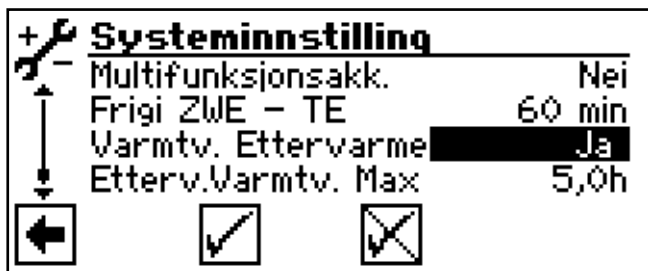 Systeminnstilling
Multifunksjonsakk. Nei
Frigi ZWE - TE 60 min
Varmtv. Ettervarme Ja
Etterv.Varmtv. Max 5,0h